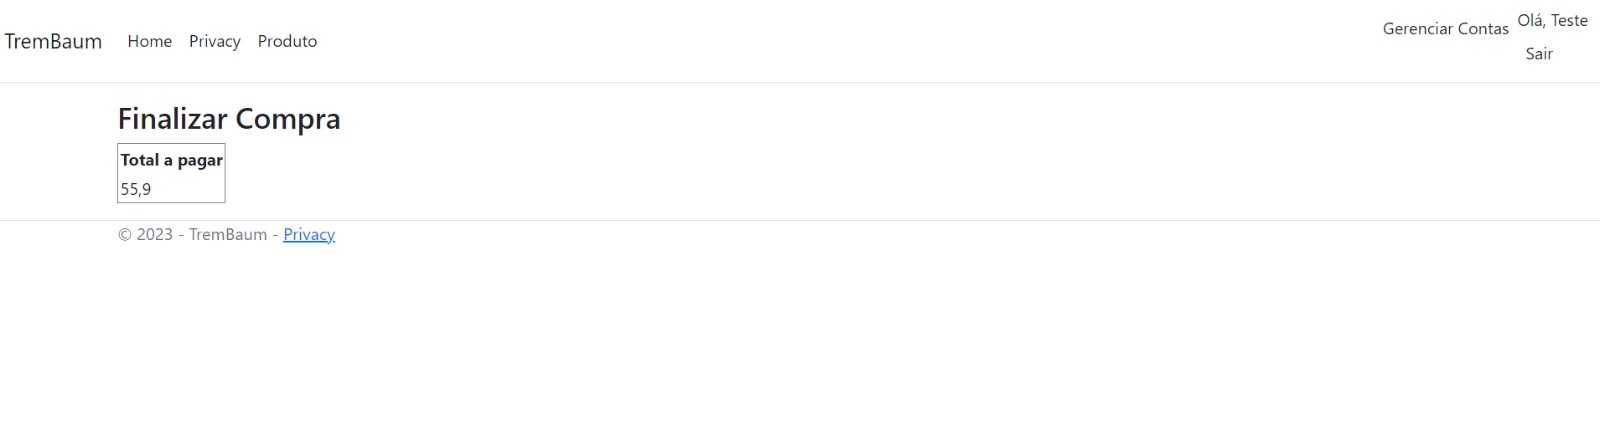 TremBaum Home Privacy Produto Gerenciar Contas Olá, Teste
Sair
Finalizar Compra
Total a pagar
55,9
© 2023 - TremBaum - Privacy